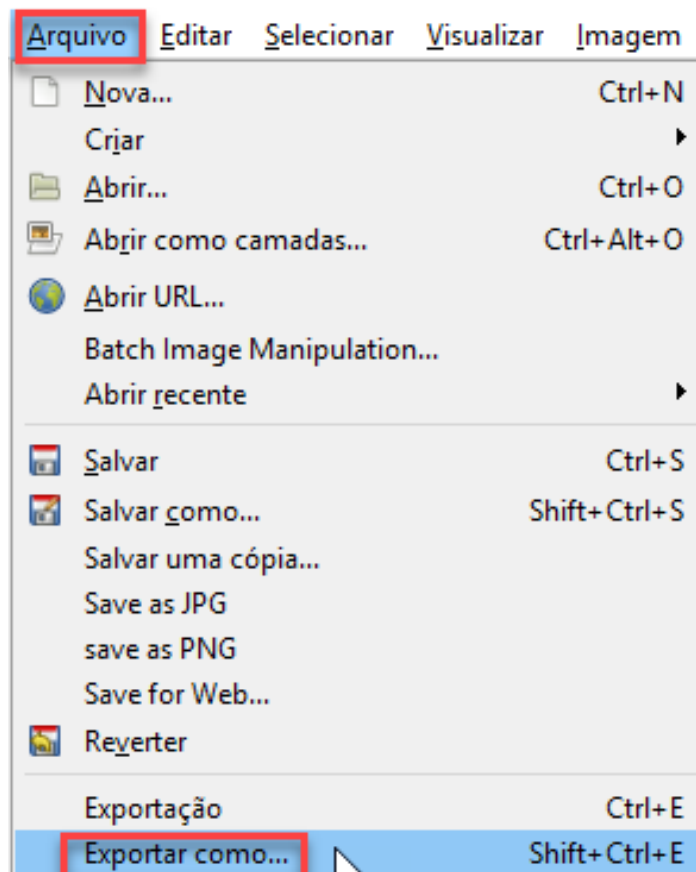 Arquivo Editar Selecionar Visualizar Imagem
Nova... Ctrl+N
Criar
Abrir... Ctrl+O
Abrir como camadas... Ctrl+Alt+O
Abrir URL...
Batch Image Manipulation...
Abrir recente
Salvar Ctrl+S
Salvar como... Shift+Ctrl+S
Salvar uma cópia...
Save as JPG
save as PNG
Save for Web...
Reverter
Exportação Ctrl+E
Exportar como... Shift+Ctrl+E